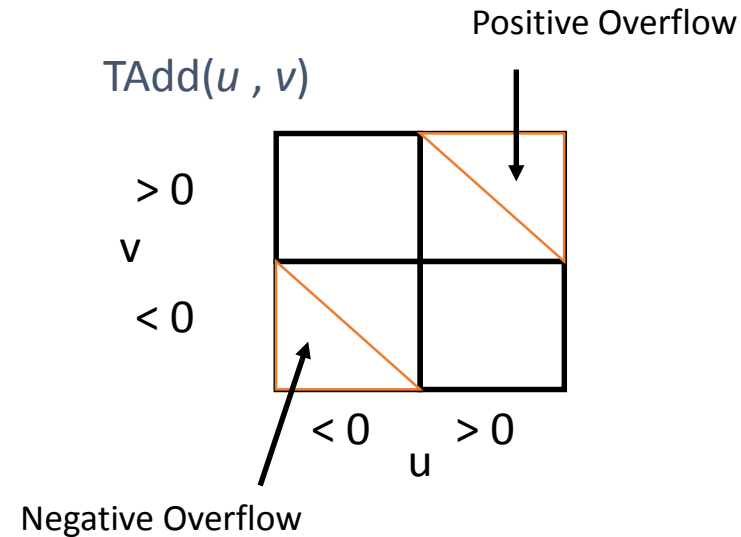 Positive Overflow
TAdd(u , v)
> 0
v
< 0
< 0 > 0
u
Negative Overflow